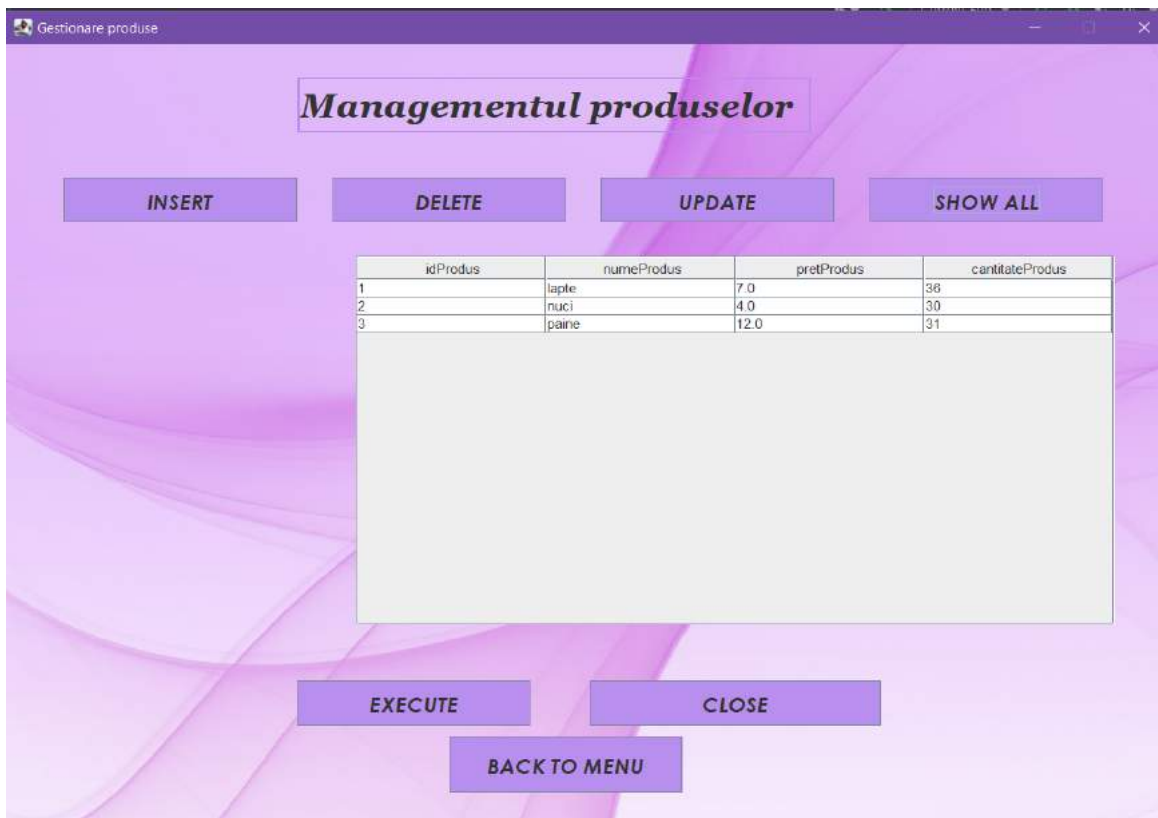 Gestionare produse
Managementul produselor
INSERT DELETE UPDATE SHOW ALL
idProdus numeProdus pretProdus cantitateProdus
1 lapte 7.0 36
2 nuci 4.0 30
3 paine 12.0 31
EXECUTE CLOSE
BACK TO MENU